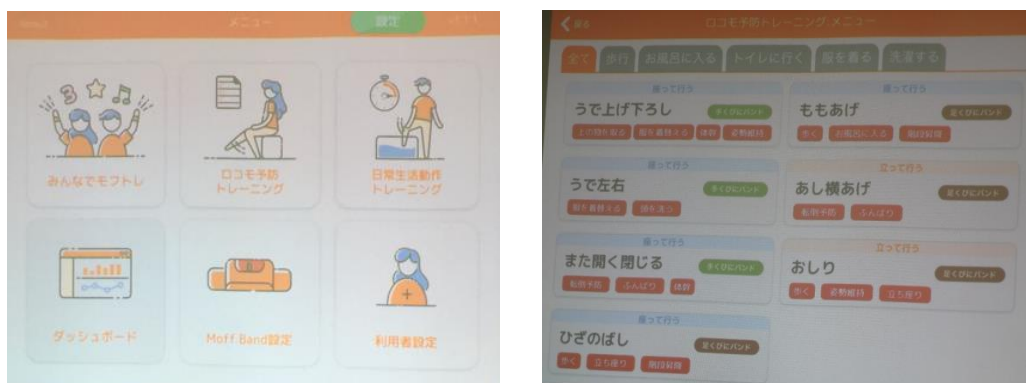 メニュー
設定
みんなでモフトレ
ロコモ予防
トレーニング
日常生活動作
トレーニング
ダッシュボード
Moff Band設定
利用者設定
戻る
ロコモ予防トレーニング メニュー
全て
歩行
お風呂に入る
トイレに行く
服を着る
洗濯する
座って行う
うで上げ下ろし
手くびにバンド
上の物を取る
服を着替える
体幹
姿勢維持
座って行う
ももあげ
足くびにバンド
歩く
お風呂に入る
階段昇降
座って行う
うで左右
手くびにバンド
服を着替える
頭を洗う
立って行う
あし横あげ
足くびにバンド
転倒予防
ふんばり
座って行う
また開く閉じる
手くびにバンド
転倒予防
ふんばり
体幹
立って行う
おしり
足くびにバンド
歩く
姿勢維持
立ち座り
座って行う
ひざのばし
足くびにバンド
歩く
立ち座り
階段昇降